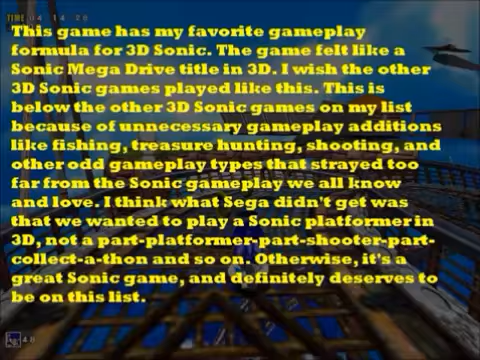 TIME 04 14 28
This game has my favorite gameplay
formula for 3D Sonic. The game felt like a
Sonic Mega Drive title in 3D. I wish the other
3D Sonic games played like this. This is
below the other 3D Sonic games on my list
because of unnecessary gameplay additions
like fishing, treasure hunting, shooting, and
other odd gameplay types that strayed too
far from the Sonic gameplay we all know
and love. I think what Sega didn't get was
that we wanted to play a Sonic platformer in
3D, not a part-platformer-part-shooter-part-
collect-a-thon and so on. Otherwise, it's a
great Sonic game, and definitely deserves to
be on this list.